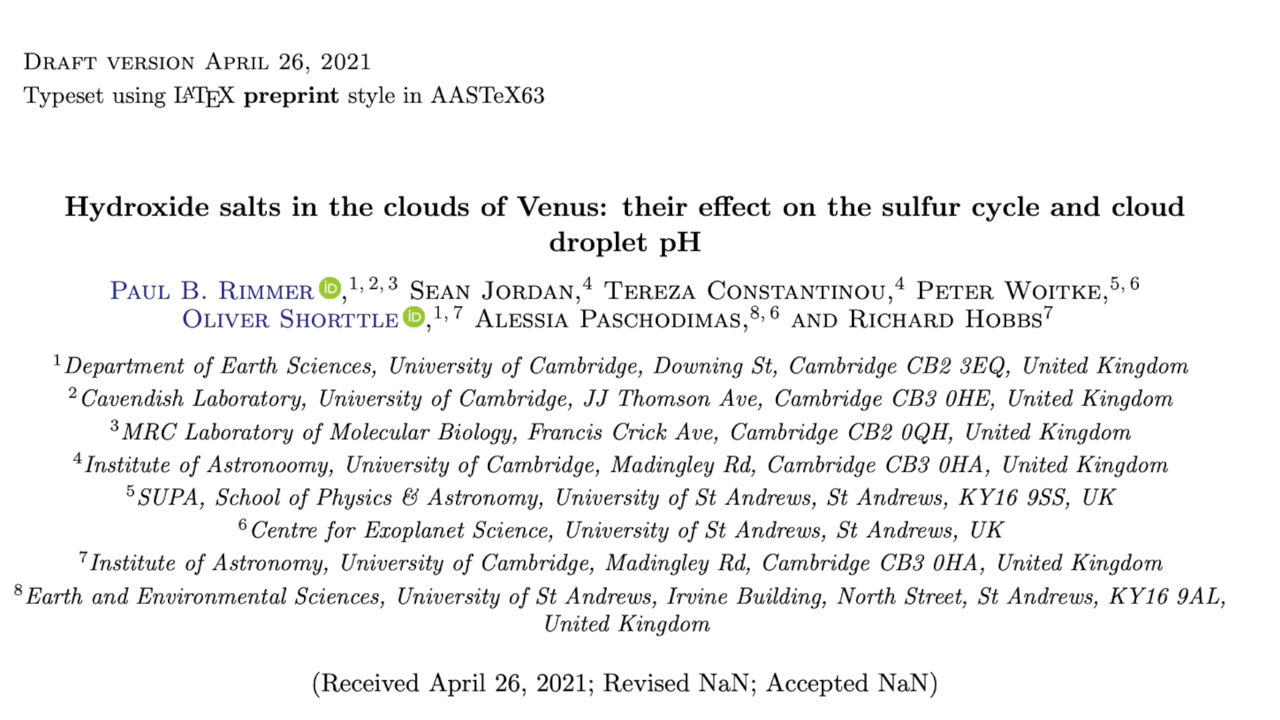 DRAFT VERSION APRIL 26, 2021
Typeset using LATEX preprint style in AASTeX63
Hydroxide salts in the clouds of Venus: their effect on the sulfur cycle and cloud
droplet pH
PAUL B. RIMMER iD,1, 2, 3 SEAN JORDAN,4 TEREZA CONSTANTINOU,4 PETER WOITKE,5, 6
OLIVER SHORTTLE iD,1, 7 ALESSIA PASCHODIMAS,8, 6 AND RICHARD HOBBS7
1Department of Earth Sciences, University of Cambridge, Downing St, Cambridge CB2 3EQ, United Kingdom
2Cavendish Laboratory, University of Cambridge, JJ Thomson Ave, Cambridge CB3 0HE, United Kingdom
3MRC Laboratory of Molecular Biology, Francis Crick Ave, Cambridge CB2 0QH, United Kingdom
4Institute of Astronoomy, University of Cambridge, Madingley Rd, Cambridge CB3 0HA, United Kingdom
5SUPA, School of Physics & Astronomy, University of St Andrews, St Andrews, KY16 9SS, UK
6Centre for Exoplanet Science, University of St Andrews, St Andrews, UK
7Institute of Astronomy, University of Cambridge, Madingley Rd, Cambridge CB3 0HA, United Kingdom
8Earth and Environmental Sciences, University of St Andrews, Irvine Building, North Street, St Andrews, KY16 9AL,
United Kingdom
(Received April 26, 2021; Revised NaN; Accepted NaN)